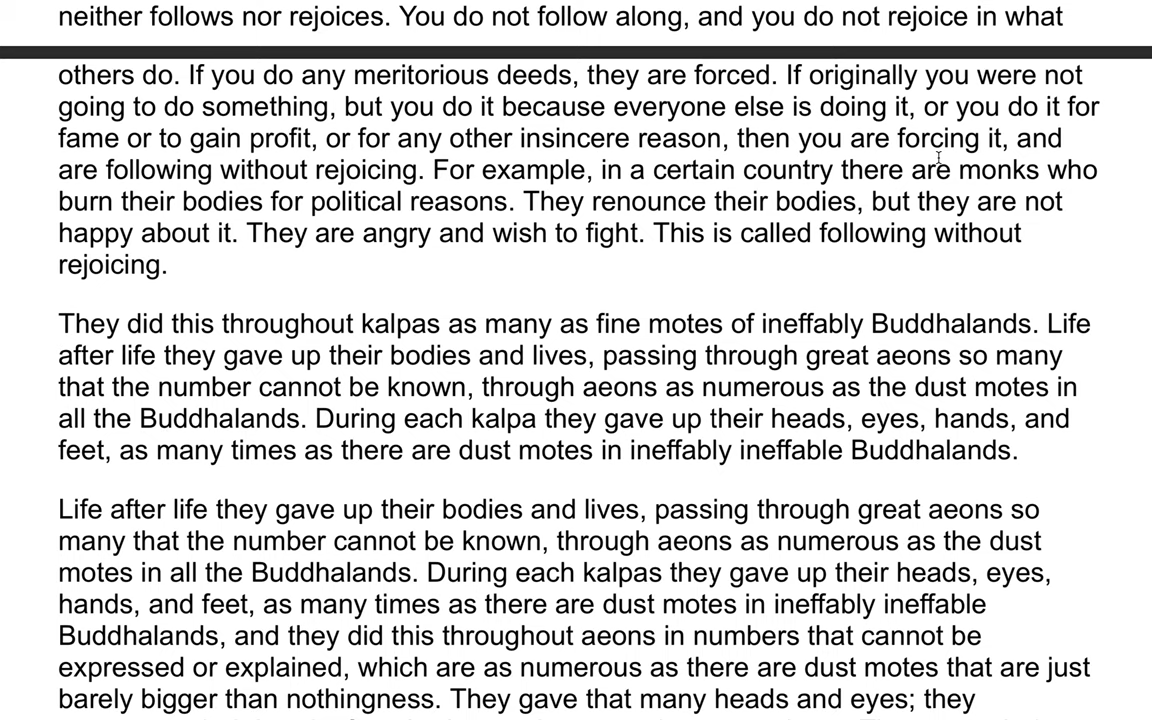 neither follows nor rejoices. You do not follow along, and you do not rejoice in what
others do. If you do any meritorious deeds, they are forced. If originally you were not
going to do something, but you do it because everyone else is doing it, or you do it for
fame or to gain profit, or for any other insincere reason, then you are forcing it, and
are following without rejoicing. For example, in a certain country there are monks who
burn their bodies for political reasons. They renounce their bodies, but they are not
happy about it. They are angry and wish to fight. This is called following without
rejoicing.
They did this throughout kalpas as many as fine motes of ineffably Buddhalands. Life
after life they gave up their bodies and lives, passing through great aeons so many
that the number cannot be known, through aeons as numerous as the dust motes in
all the Buddhalands. During each kalpa they gave up their heads, eyes, hands, and
feet, as many times as there are dust motes in ineffably ineffable Buddhalands.
Life after life they gave up their bodies and lives, passing through great aeons so
many that the number cannot be known, through aeons as numerous as the dust
motes in all the Buddhalands. During each kalpas they gave up their heads, eyes,
hands, and feet, as many times as there are dust motes in ineffably ineffable
Buddhalands, and they did this throughout aeons in numbers that cannot be
expressed or explained, which are as numerous as there are dust motes that are just
barely bigger than nothingness. They gave that many heads and eyes; they